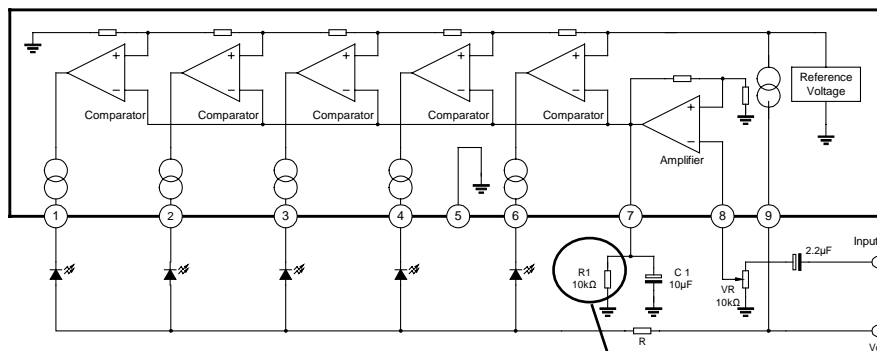 Reference
Voltage
Comparator
Comparator
Comparator
Comparator
Comparator
Amplifier
+
−
+
−
+
−
+
−
+
−
+
−
1
2
3
4
5
6
7
8
9
2.2µF
Input
R1
10kΩ
C 1
10µF
VR
10kΩ
R